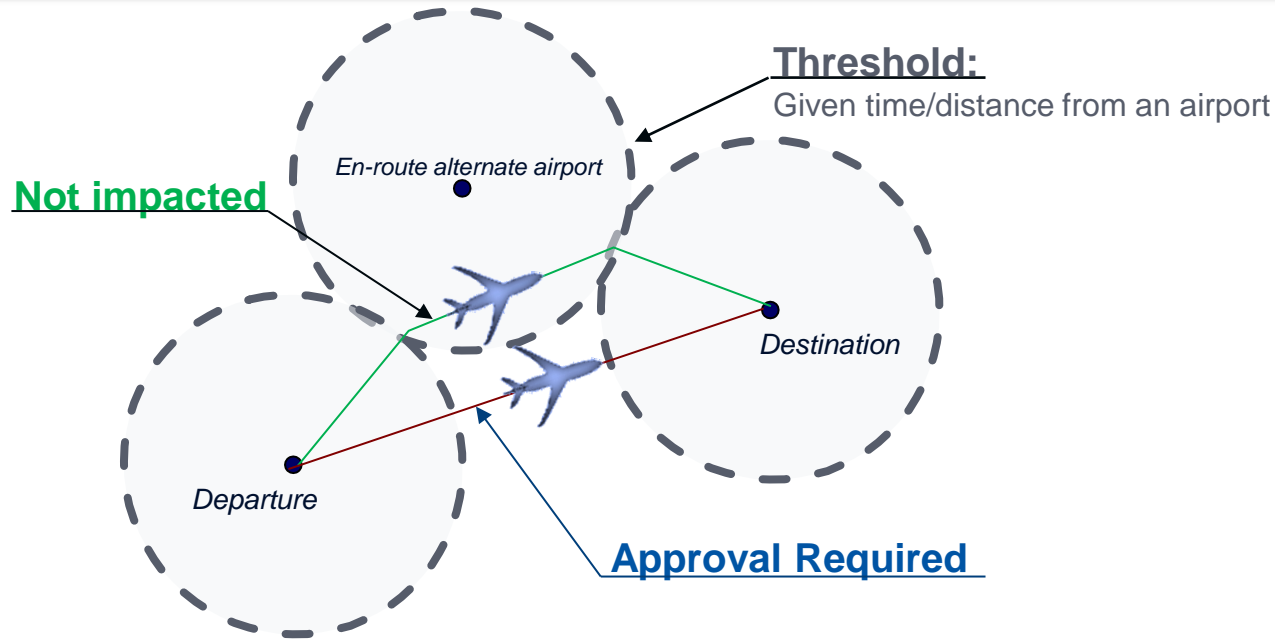 Threshold:
Given time/distance from an airport
En-route alternate airport
Not impacted
Destination
Departure
Approval Required